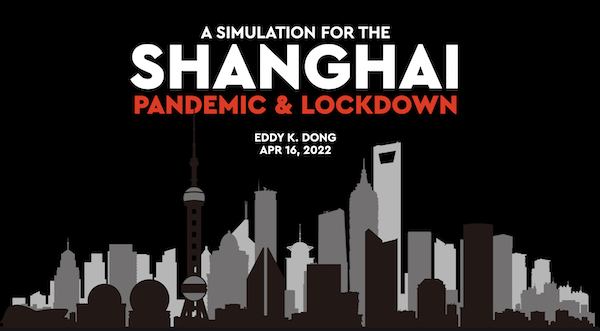 A SIMULATION FOR THE
SHANGHAI
PANDEMIC & LOCKDOWN
EDDY K. DONG
APR 16, 2022